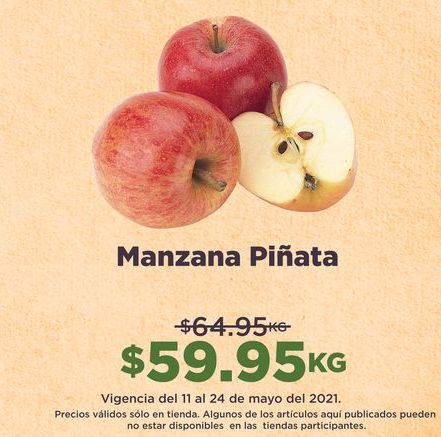 Manzana Piñata
$64.95KG
$59.95KG
Vigencia del 11 al 24 de mayo del 2021.
Precios válidos sólo en tienda. Algunos de los artículos aquí publicados pueden
no estar disponibles en las tiendas participantes.